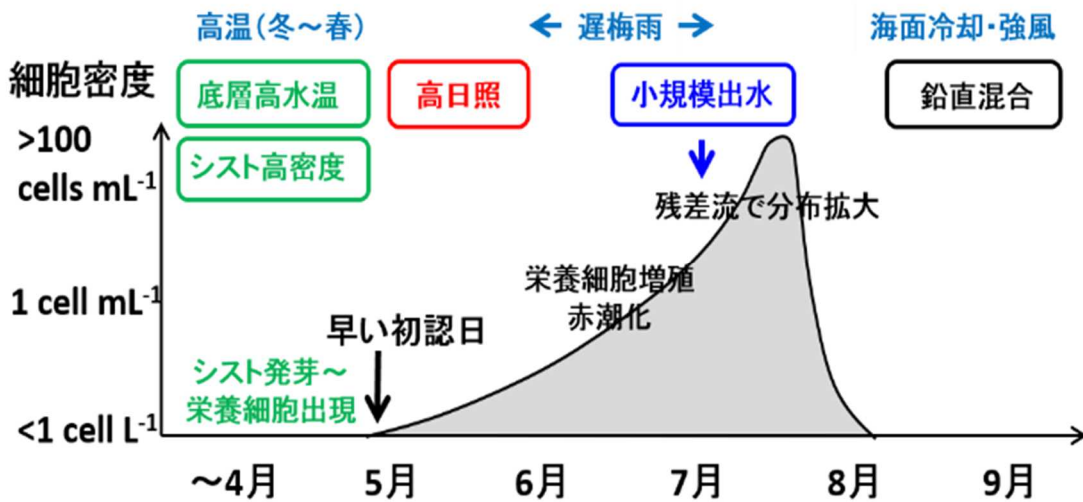 高温(冬～春)
← 遅梅雨 →
海面冷却・強風
細胞密度
底層高水温
高日照
小規模出水
鉛直混合
>100
cells mL⁻¹
シスト高密度
残差流で分布拡大
栄養細胞増殖
赤潮化
1 cell mL⁻¹
早い初認日
シスト発芽～
栄養細胞出現
<1 cell L⁻¹
～4月
5月
6月
7月
8月
9月